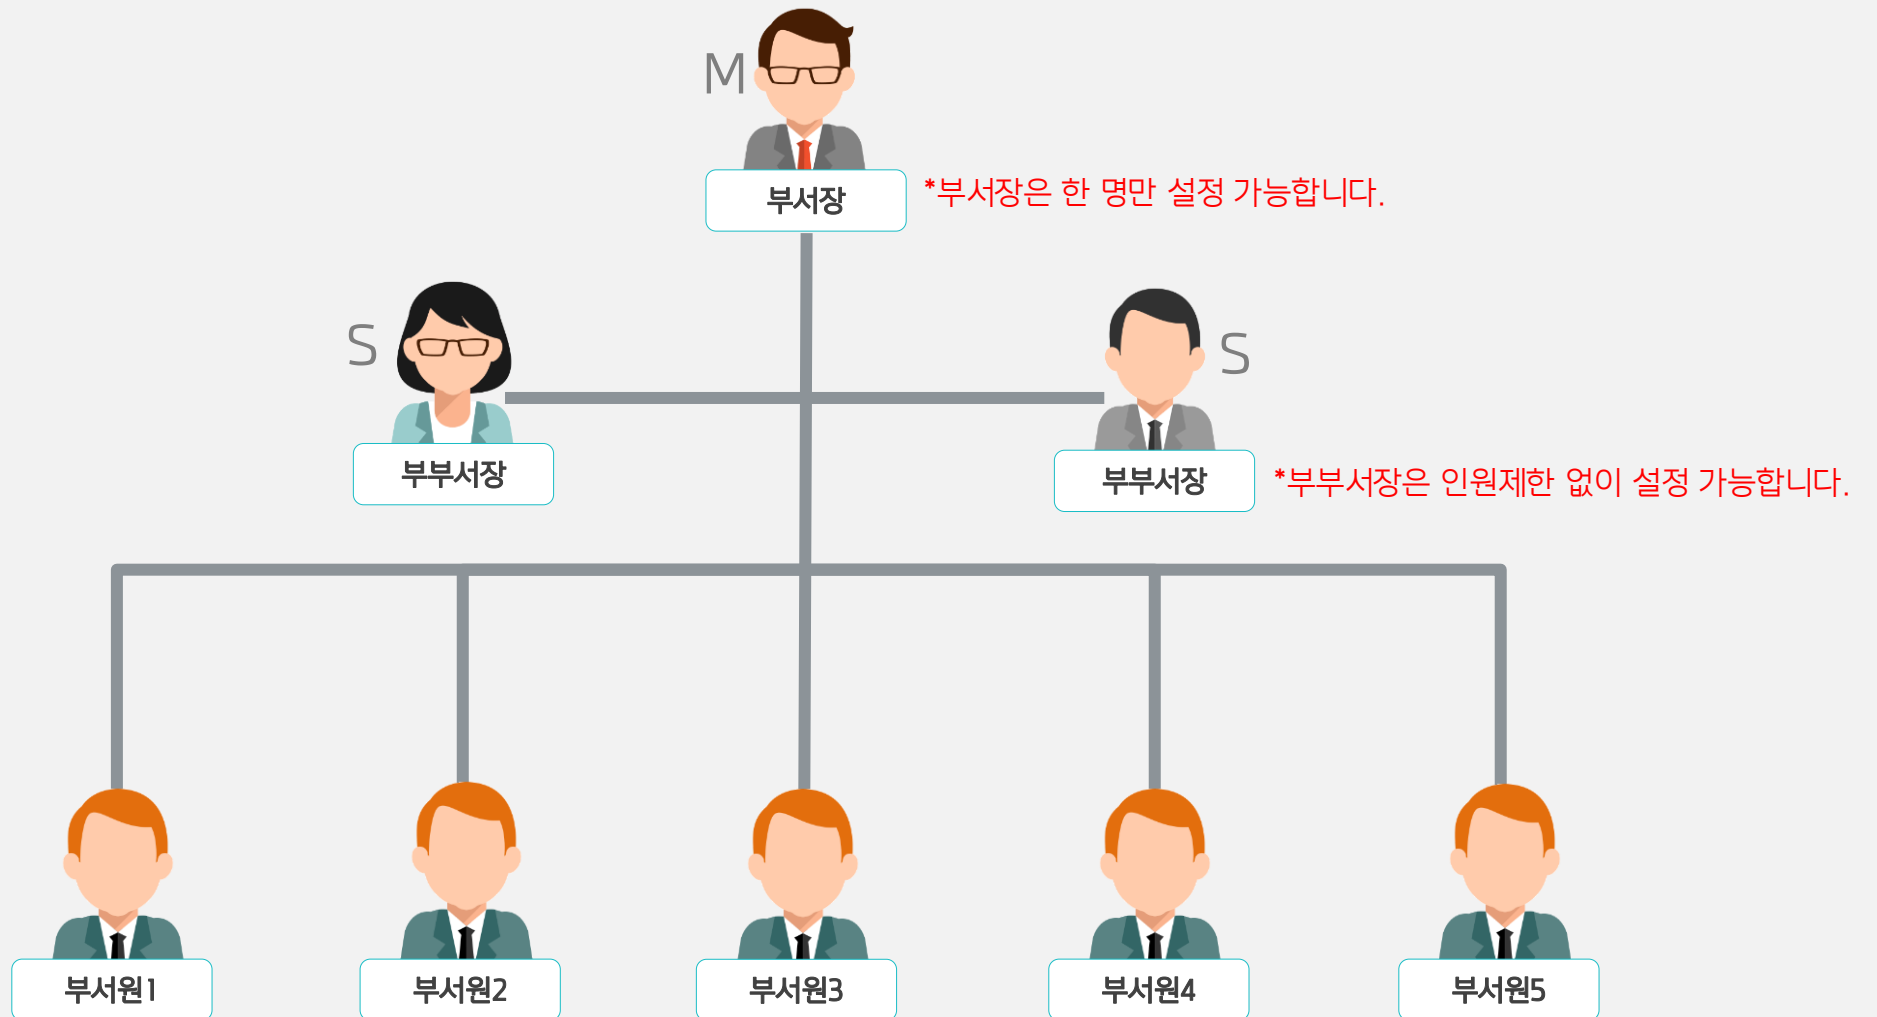 M
부서장
*부서장은 한 명만 설정 가능합니다.
S
S
부부서장
부부서장
*부부서장은 인원제한 없이 설정 가능합니다.
부서원1
부서원2
부서원3
부서원4
부서원5